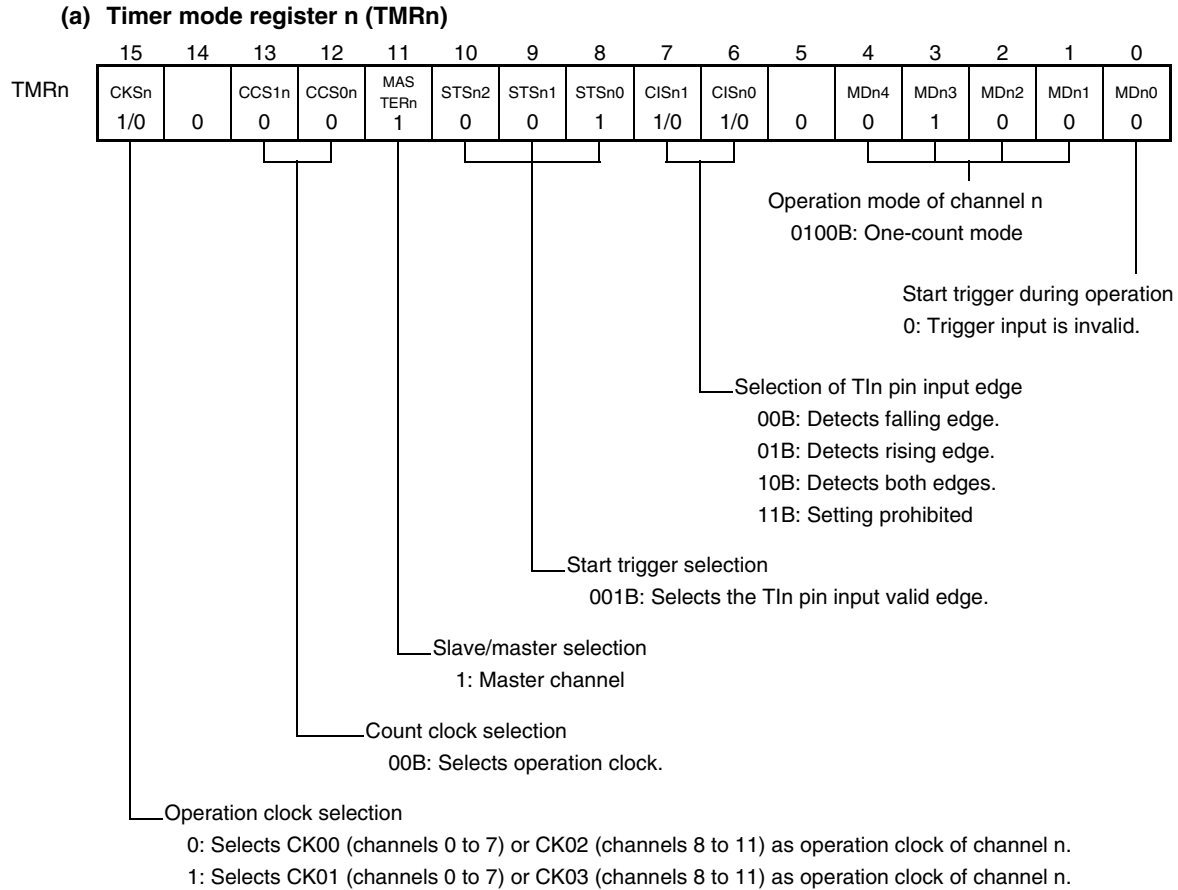 (a) Timer mode register n (TMRn)
15 14 13 12 11 10 9 8 7 6 5 4 3 2 1 0
TMRn CKSn CCS1n CCS0n MAS TERn STSn2 STSn1 STSn0 CISn1 CISn0 MDn4 MDn3 MDn2 MDn1 MDn0
1/0 0 0 0 1 0 0 1 1/0 1/0 0 0 1 0 0 0
Operation mode of channel n
0100B: One-count mode
Start trigger during operation
0: Trigger input is invalid.
Selection of TIn pin input edge
00B: Detects falling edge.
01B: Detects rising edge.
10B: Detects both edges.
11B: Setting prohibited
Start trigger selection
001B: Selects the TIn pin input valid edge.
Slave/master selection
1: Master channel
Count clock selection
00B: Selects operation clock.
Operation clock selection
0: Selects CK00 (channels 0 to 7) or CK02 (channels 8 to 11) as operation clock of channel n.
1: Selects CK01 (channels 0 to 7) or CK03 (channels 8 to 11) as operation clock of channel n.